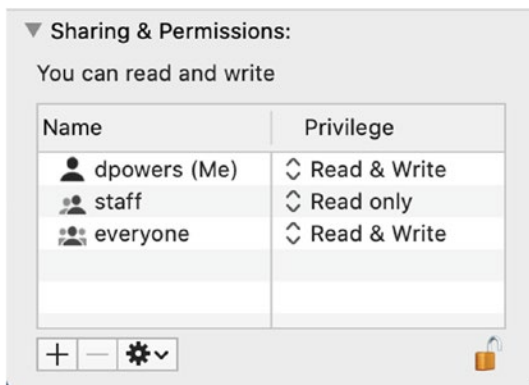 Sharing & Permissions:
You can read and write
Name Privilege
dpowers (Me) Read & Write
staff Read only
everyone Read & Write